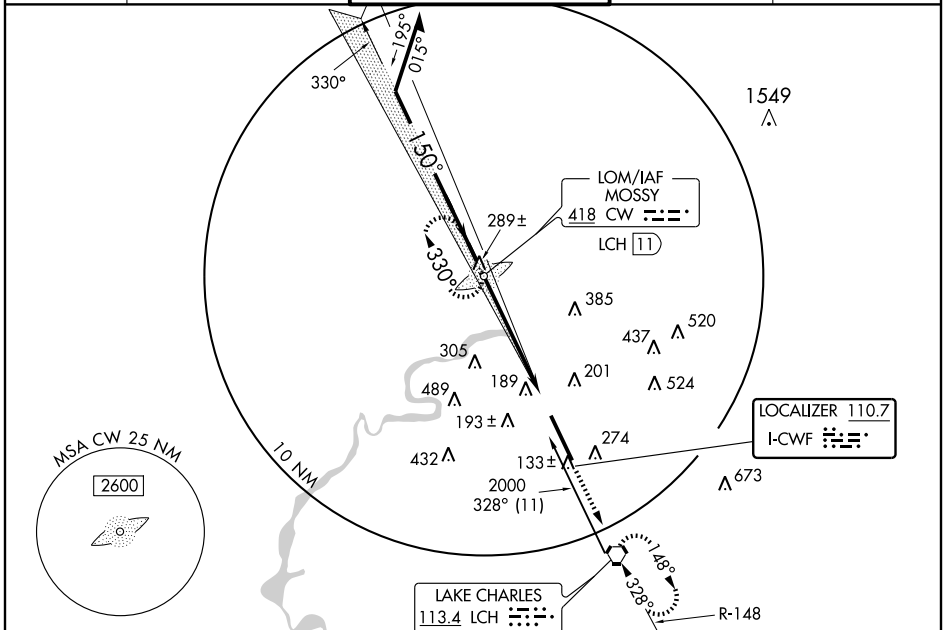 195°
015°
330°
1549
150°
LOM/IAF
MOSSY
418 CW
LCH 11
289±
330°
385
520
437
305
201
524
189
489
193±
LOCALIZER 110.7
I-CWF
274
432
133±
673
10 NM
MSA CW 25 NM
2600
2000
328° (11)
148°
328°
LAKE CHARLES
113.4 LCH
R-148